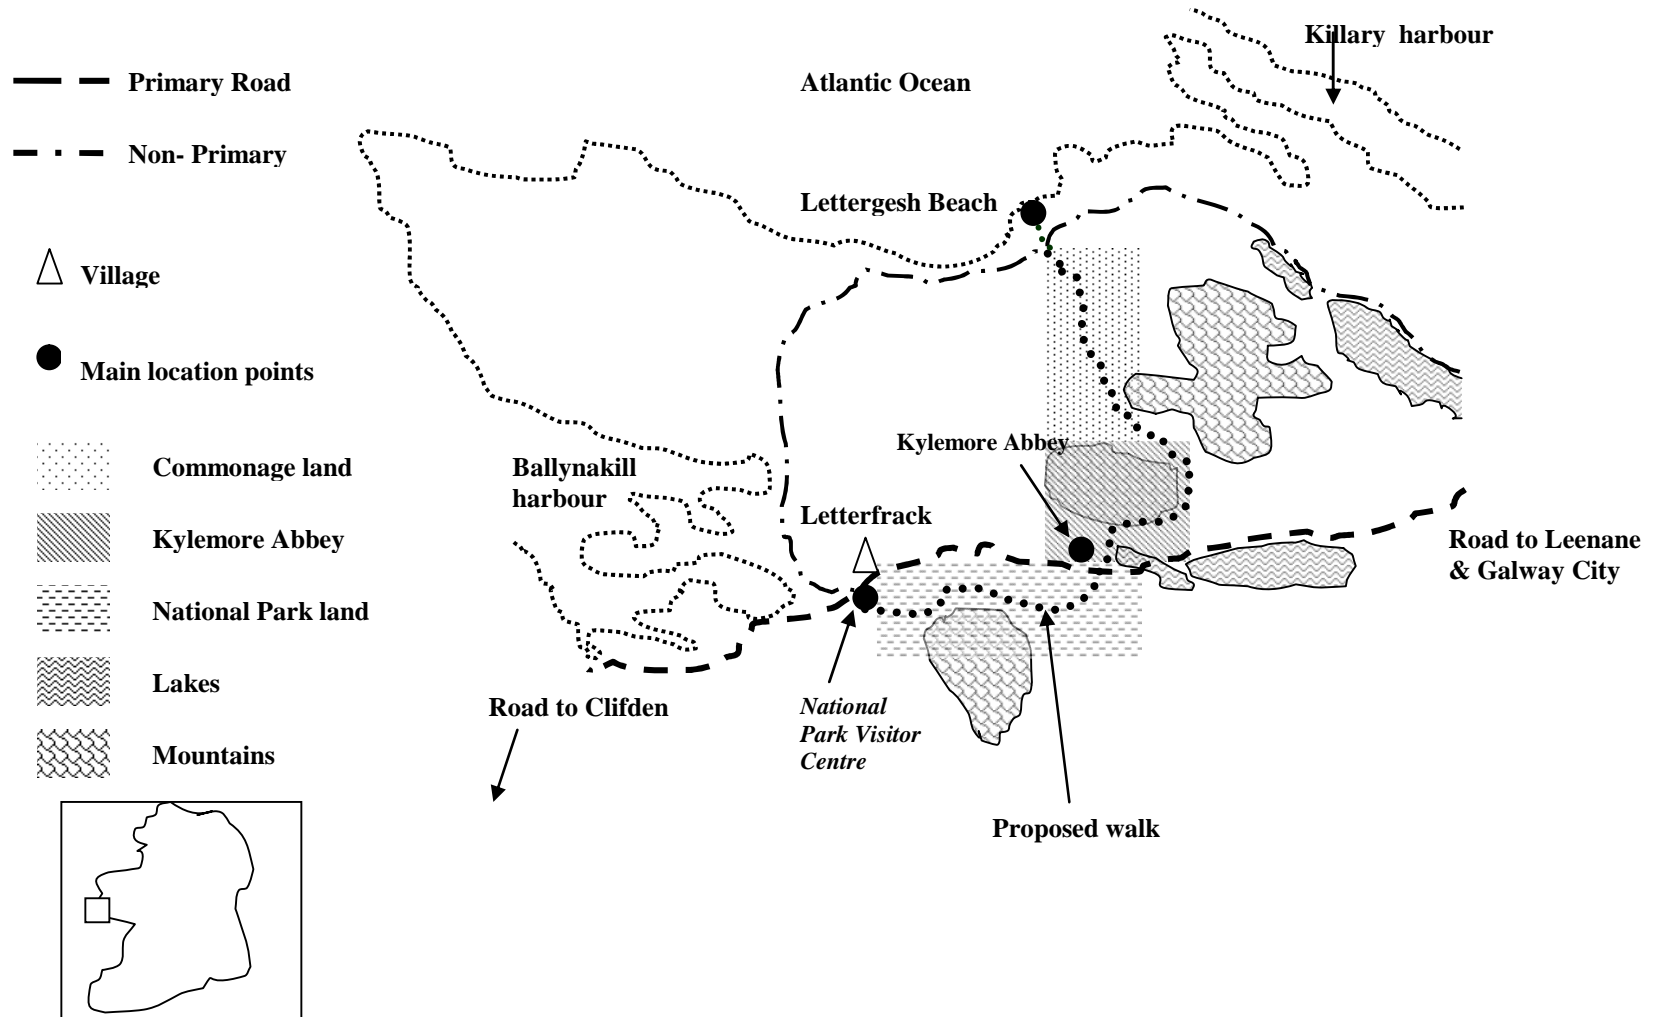 Killary  harbour
Primary Road
Atlantic Ocean
Non- Primary
Lettergesh Beach
Village
Main location points
Kylemore Abbey
Commonage land
Ballynakill
harbour
Letterfrack
Kylemore Abbey
Road to Leenane
& Galway City
National Park land
Lakes
Road to Clifden
National
Park Visitor
Centre
Mountains
Proposed walk